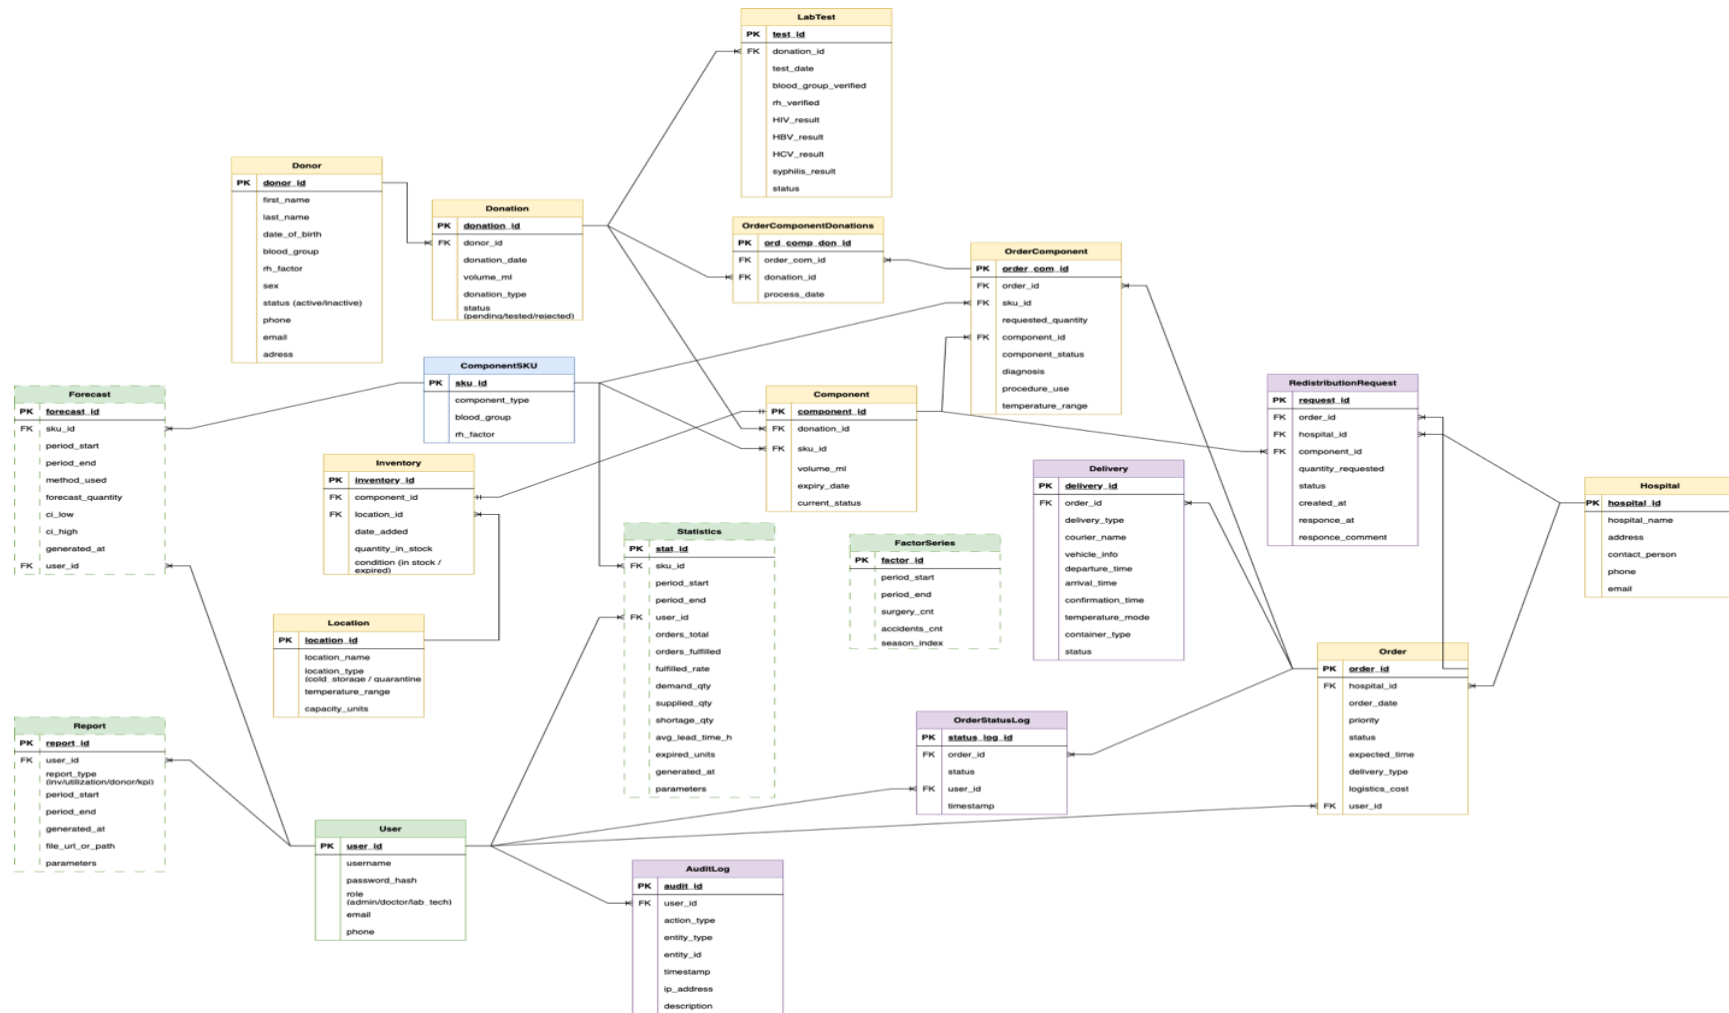 LabTest
PK test_id
FK donation_id
test_date
blood_group_verified
rh_verified
HIV_result
HBV_result
HCV_result
syphilis_result
status
Donor
PK donor_id
first_name
last_name
date_of_birth
blood_group
rh_factor
sex
status (active/inactive)
phone
email
adress
Donation
PK donation_id
FK donor_id
donation_date
volume_ml
donation_type
status
(pending/tested/rejected)
OrderComponentDonations
PK ord_comp_don_id
FK order_com_id
FK donation_id
process_date
OrderComponent
PK order_com_id
FK order_id
FK sku_id
requested_quantity
FK component_id
component_status
diagnosis
procedure_use
temperature_range
ComponentSKU
PK sku_id
component_type
blood_group
rh_factor
Forecast
PK forecast_id
FK sku_id
period_start
period_end
method_used
forecast_quantity
ci_low
ci_high
generated_at
FK user_id
Component
PK component_id
FK donation_id
FK sku_id
volume_ml
expiry_date
current_status
RedistributionRequest
PK request_id
FK order_id
FK hospital_id
FK component_id
quantity_requested
status
created_at
responce_at
responce_comment
Inventory
PK inventory_id
FK component_id
FK location_id
date_added
quantity_in_stock
condition (in stock /
expired)
Delivery
PK delivery_id
FK order_id
delivery_type
courier_name
vehicle_info
departure_time
arrival_time
confirmation_time
temperature_mode
container_type
status
Hospital
PK hospital_id
hospital_name
address
contact_person
phone
email
Statistics
PK stat_id
FK sku_id
period_start
period_end
FK user_id
orders_total
orders_fulfilled
fulfilled_rate
demand_qty
supplied_qty
shortage_qty
avg_lead_time_h
expired_units
generated_at
parameters
FactorSeries
PK factor_id
period_start
period_end
surgery_cnt
accidents_cnt
season_index
Location
PK location_id
location_name
location_type
(cold_storage / quarantine
temperature_range
capacity_units
Order
PK order_id
FK hospital_id
order_date
priority
status
expected_time
delivery_type
logistics_cost
FK user_id
Report
PK report_id
FK user_id
report_type
(inv/utilization/donor/kpi)
period_start
period_end
generated_at
file_url_or_path
parameters
OrderStatusLog
PK status_log_id
FK order_id
status
FK user_id
timestamp
User
PK user_id
username
password_hash
role
(admin/doctor/lab_tech)
email
phone
AuditLog
PK audit_id
FK user_id
action_type
entity_type
entity_id
timestamp
ip_address
description